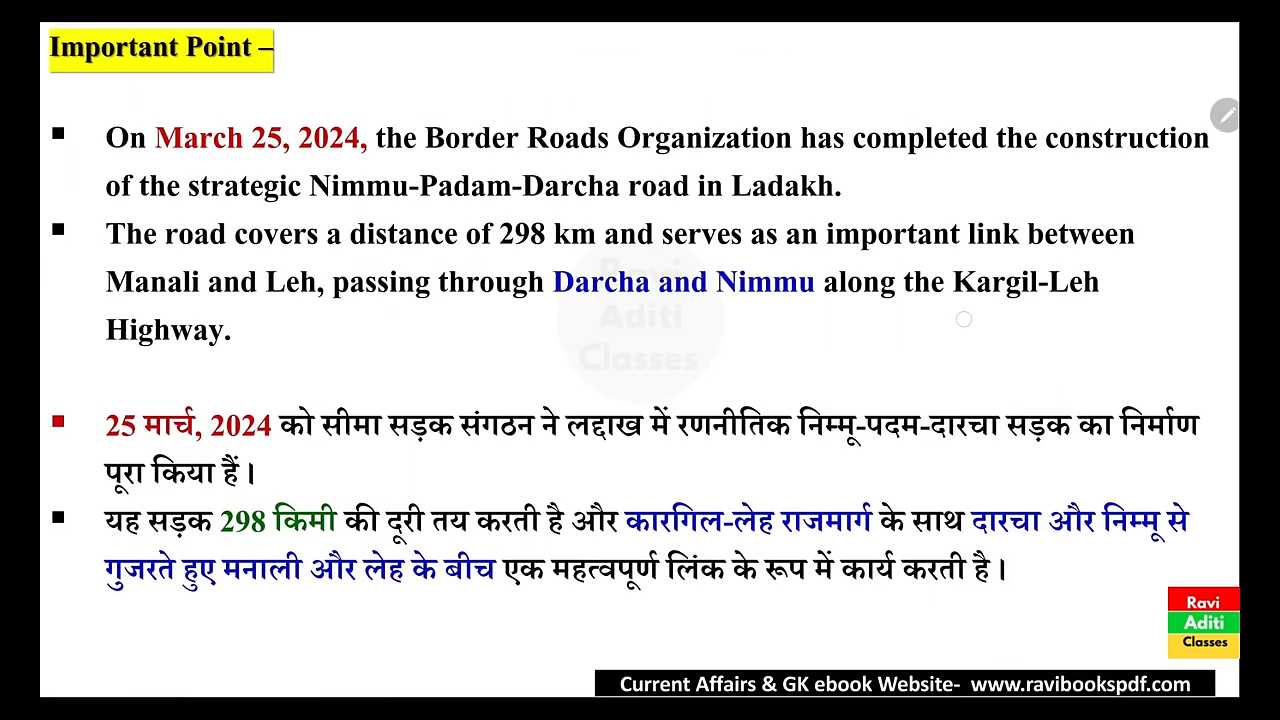 Important Point –
On March 25, 2024, the Border Roads Organization has completed the construction
of the strategic Nimmu-Padam-Darcha road in Ladakh.
The road covers a distance of 298 km and serves as an important link between
Manali and Leh, passing through Darcha and Nimmu along the Kargil-Leh
Highway.
Ravi
Aditi
Classes
25 मार्च, 2024 को सीमा सड़क संगठन ने लद्दाख में रणनीतिक निम्मू-पदम-दारचा सड़क का निर्माण
पूरा किया हैं।
यह सड़क 298 किमी की दूरी तय करती है और कारगिल-लेह राजमार्ग के साथ दारचा और निम्मू से
गुजरते हुए मनाली और लेह के बीच एक महत्वपूर्ण लिंक के रूप में कार्य करती है।
Ravi
Aditi
Classes
Current Affairs & GK ebook Website- www.ravibookspdf.com